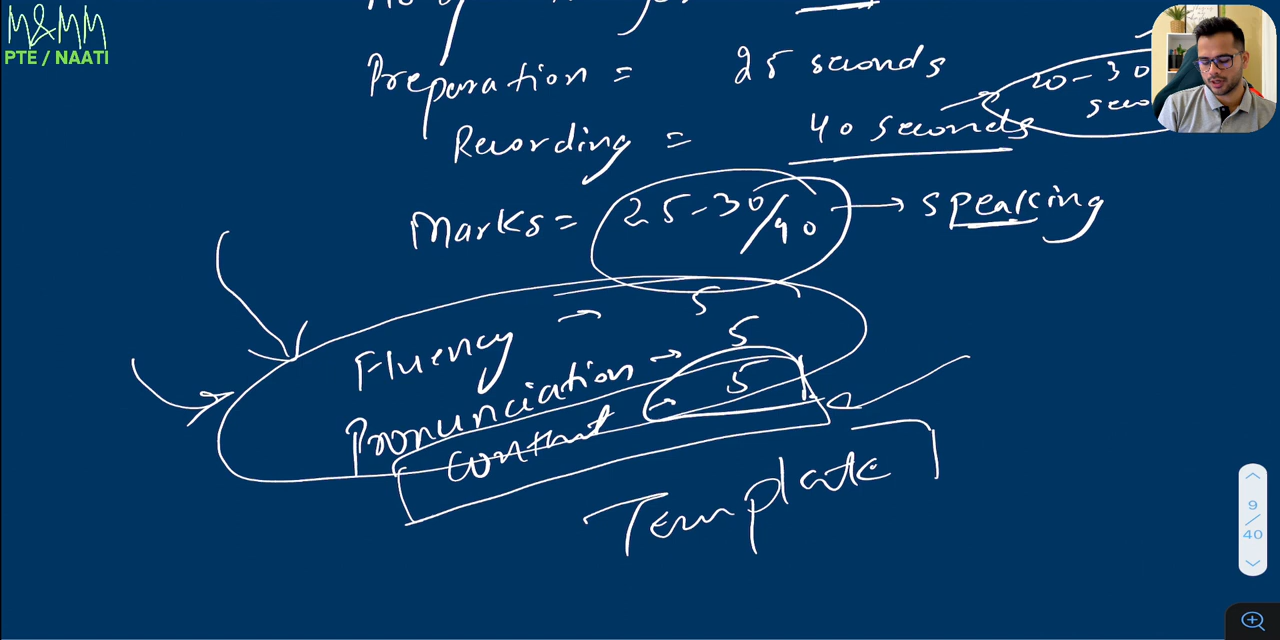 M&MM
PTE / NAATI
Preparation = 25 seconds
20-30
Recording = 40 seconds
Marks = 25-30/40 → speaking
Fluency → 5
Pronunciation → 5
content → 5
Template
9
/
40